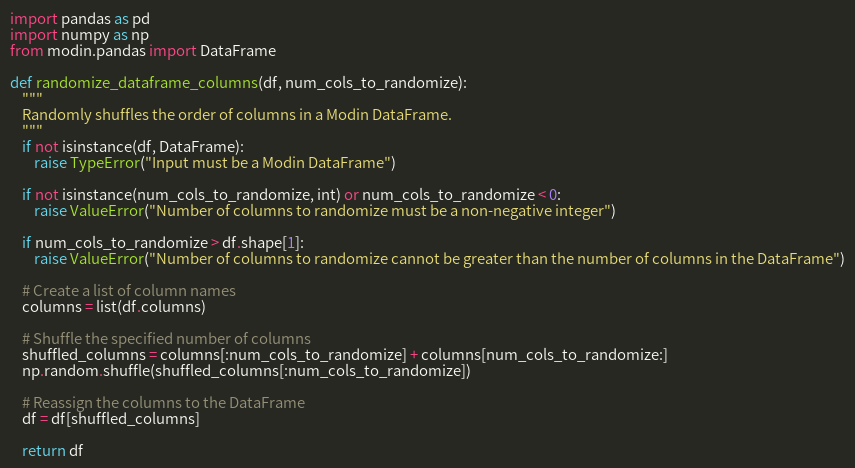 import pandas as pd
import numpy as np
from modin.pandas import DataFrame

def randomize_dataframe_columns(df, num_cols_to_randomize):
    """
    Randomly shuffles the order of columns in a Modin DataFrame.
    """
    if not isinstance(df, DataFrame):
        raise TypeError("Input must be a Modin DataFrame")

    if not isinstance(num_cols_to_randomize, int) or num_cols_to_randomize < 0:
        raise ValueError("Number of columns to randomize must be a non-negative integer")

    if num_cols_to_randomize > df.shape[1]:
        raise ValueError("Number of columns to randomize cannot be greater than the number of columns in the DataFrame")

    # Create a list of column names
    columns = list(df.columns)

    # Shuffle the specified number of columns
    shuffled_columns = columns[:num_cols_to_randomize] + columns[num_cols_to_randomize:]
    np.random.shuffle(shuffled_columns[:num_cols_to_randomize])

    # Reassign the columns to the DataFrame
    df = df[shuffled_columns]

    return df